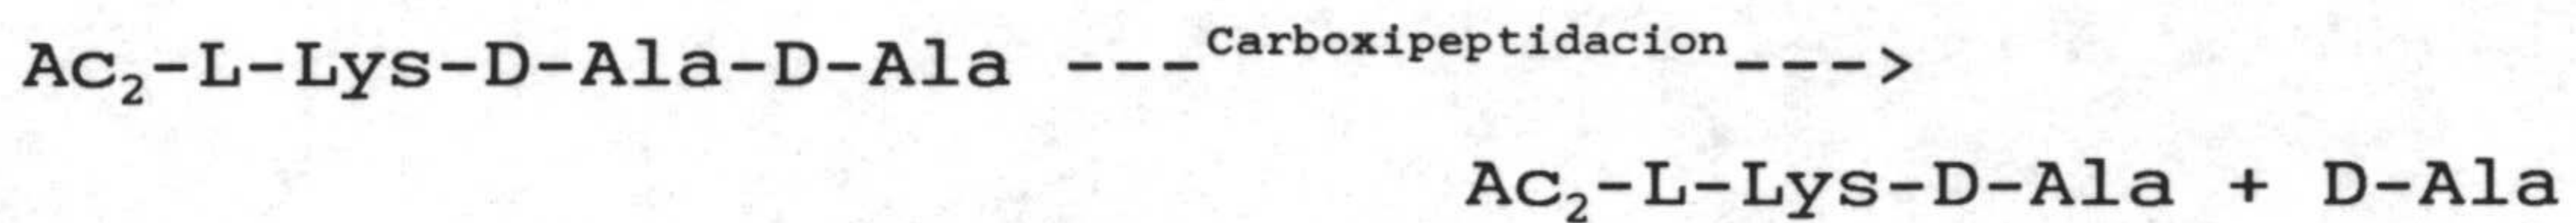 Ac₂-L-Lys-D-Ala-D-Ala ---Carboxipeptidacion--->
Ac₂-L-Lys-D-Ala + D-Ala